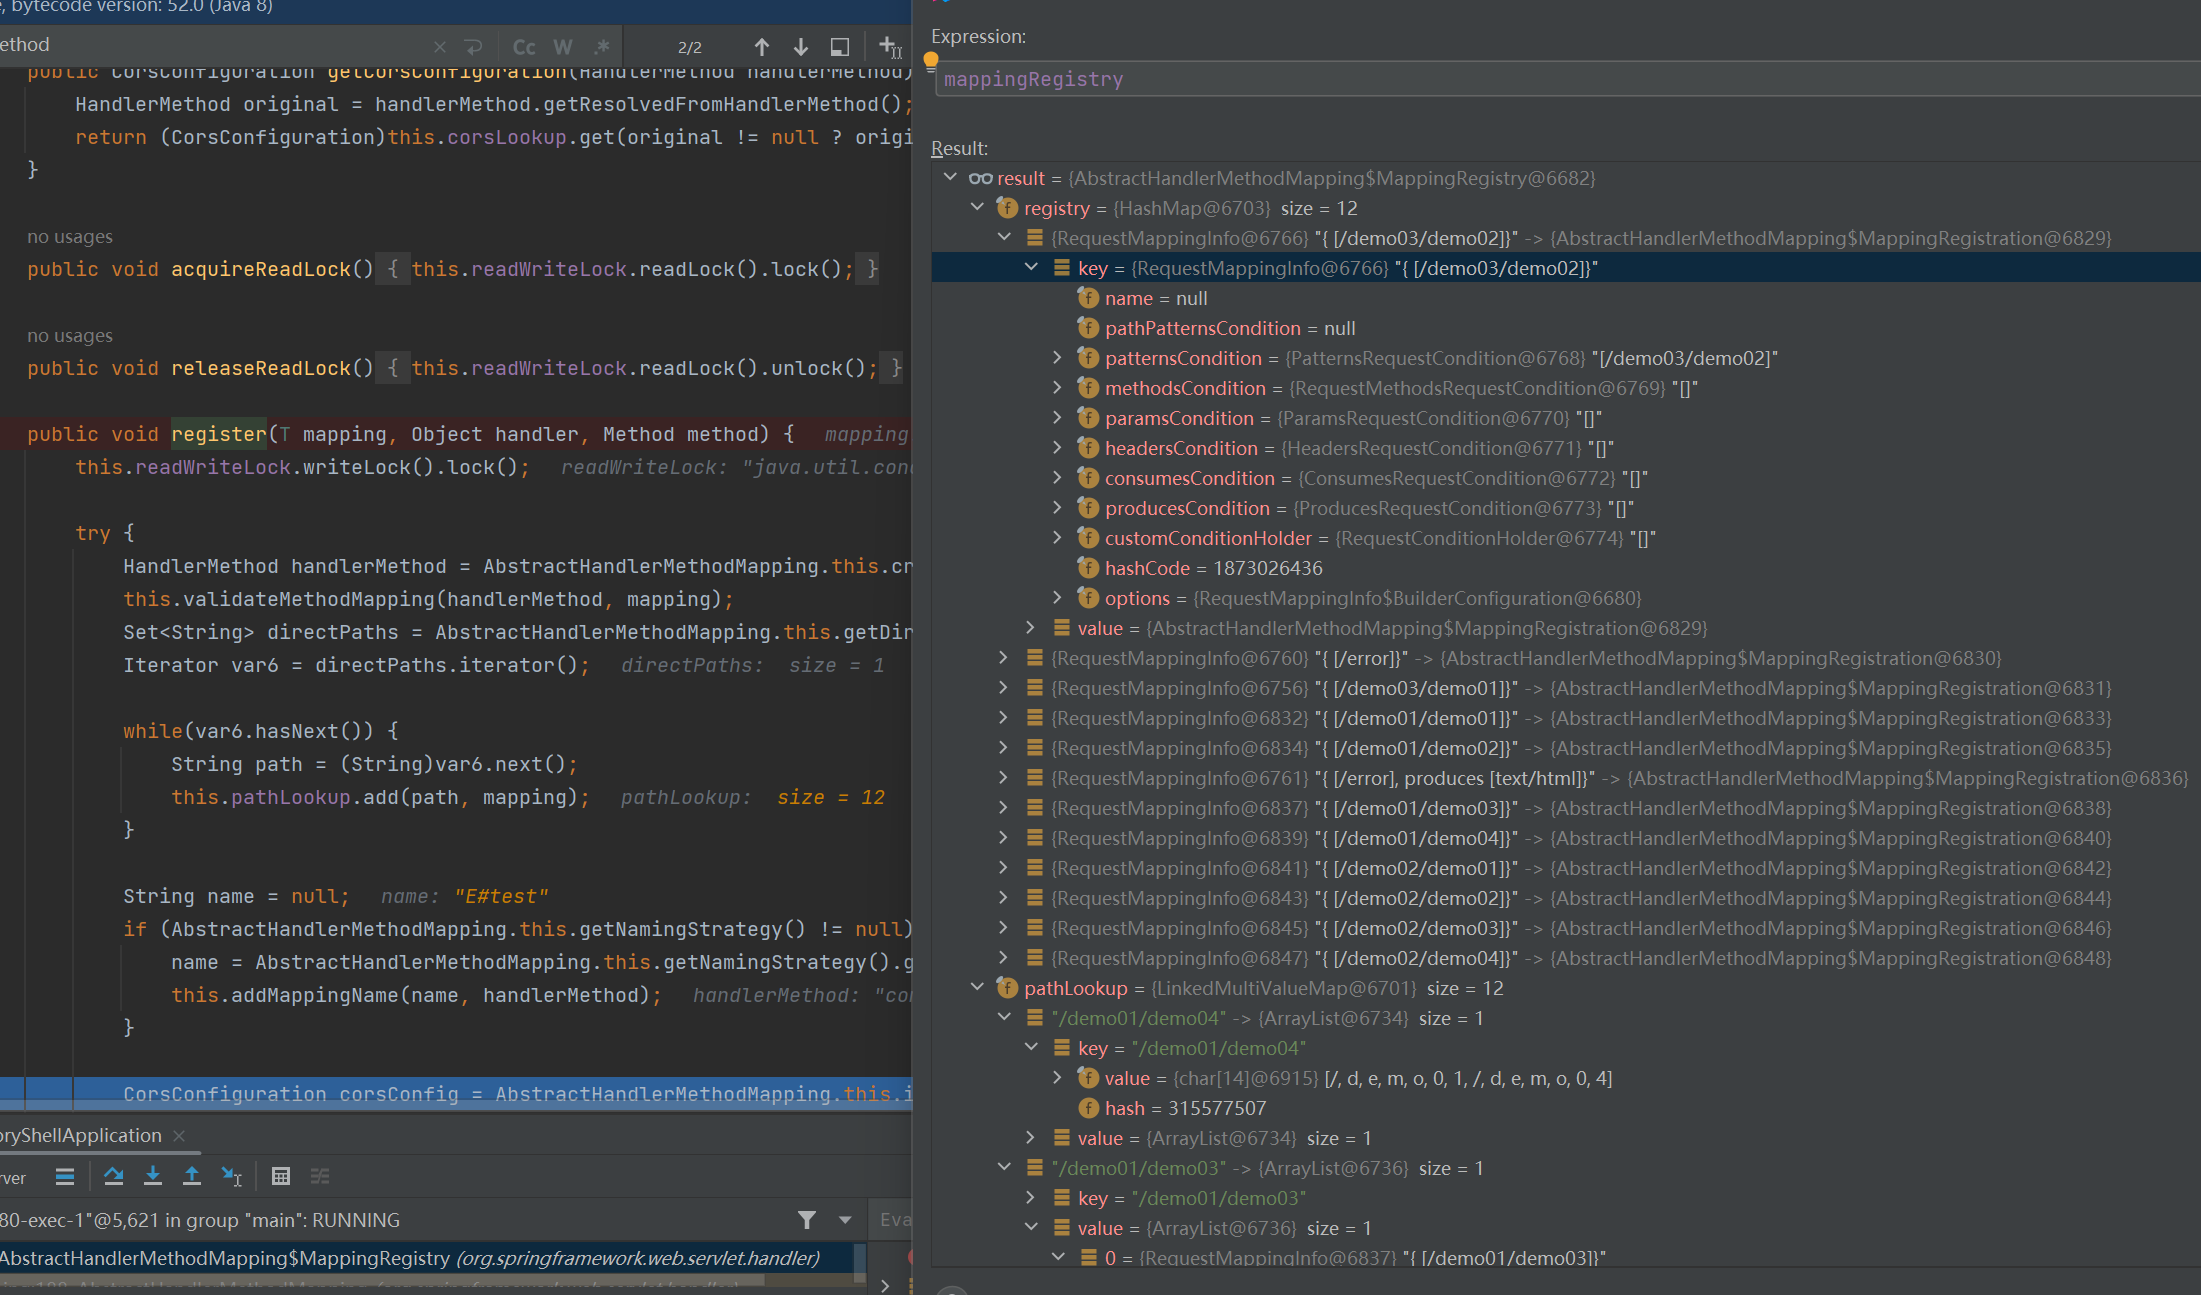 , bytecode version: 52.0 (Java 8)
ethod
Cc W .* 2/2
public CorsConfiguration getCorsConfiguration(HandlerMethod handlerMethod)
HandlerMethod original = handlerMethod.getResolvedFromHandlerMethod();
return (CorsConfiguration)this.corsLookup.get(original != null ? origi
}
no usages
public void acquireReadLock() { this.readWriteLock.readLock().lock(); }
no usages
public void releaseReadLock() { this.readWriteLock.readLock().unlock(); }
public void register(T mapping, Object handler, Method method) { mapping
this.readWriteLock.writeLock().lock(); readWriteLock: "java.util.conc
try {
HandlerMethod handlerMethod = AbstractHandlerMethodMapping.this.cr
this.validateMethodMapping(handlerMethod, mapping);
Set<String> directPaths = AbstractHandlerMethodMapping.this.getDir
Iterator var6 = directPaths.iterator(); directPaths: size = 1
while(var6.hasNext()) {
String path = (String)var6.next();
this.pathLookup.add(path, mapping); pathLookup: size = 12
}
String name = null; name: "E#test"
if (AbstractHandlerMethodMapping.this.getNamingStrategy() != null)
name = AbstractHandlerMethodMapping.this.getNamingStrategy().g
this.addMappingName(name, handlerMethod); handlerMethod: "co
}
CorsConfiguration corsConfig = AbstractHandlerMethodMapping.this.i
oryShellApplication
rver
80-exec-1"@5,621 in group "main": RUNNING
Eva
AbstractHandlerMethodMapping$MappingRegistry (org.springframework.web.servlet.handler)
Expression:
mappingRegistry
Result:
result = {AbstractHandlerMethodMapping$MappingRegistry@6682}
registry = {HashMap@6703} size = 12
{RequestMappingInfo@6766} "{ [/demo03/demo02]}" -> {AbstractHandlerMethodMapping$MappingRegistration@6829}
key = {RequestMappingInfo@6766} "{ [/demo03/demo02]}"
name = null
pathPatternsCondition = null
patternsCondition = {PatternsRequestCondition@6768} "[/demo03/demo02]"
methodsCondition = {RequestMethodsRequestCondition@6769} "[]"
paramsCondition = {ParamsRequestCondition@6770} "[]"
headersCondition = {HeadersRequestCondition@6771} "[]"
consumesCondition = {ConsumesRequestCondition@6772} "[]"
producesCondition = {ProducesRequestCondition@6773} "[]"
customConditionHolder = {RequestConditionHolder@6774} "[]"
hashCode = 1873026436
options = {RequestMappingInfo$BuilderConfiguration@6680}
value = {AbstractHandlerMethodMapping$MappingRegistration@6829}
{RequestMappingInfo@6760} "{ [/error]}" -> {AbstractHandlerMethodMapping$MappingRegistration@6830}
{RequestMappingInfo@6756} "{ [/demo03/demo01]}" -> {AbstractHandlerMethodMapping$MappingRegistration@6831}
{RequestMappingInfo@6832} "{ [/demo01/demo01]}" -> {AbstractHandlerMethodMapping$MappingRegistration@6833}
{RequestMappingInfo@6834} "{ [/demo01/demo02]}" -> {AbstractHandlerMethodMapping$MappingRegistration@6835}
{RequestMappingInfo@6761} "{ [/error], produces [text/html]}" -> {AbstractHandlerMethodMapping$MappingRegistration@6836}
{RequestMappingInfo@6837} "{ [/demo01/demo03]}" -> {AbstractHandlerMethodMapping$MappingRegistration@6838}
{RequestMappingInfo@6839} "{ [/demo01/demo04]}" -> {AbstractHandlerMethodMapping$MappingRegistration@6840}
{RequestMappingInfo@6841} "{ [/demo02/demo01]}" -> {AbstractHandlerMethodMapping$MappingRegistration@6842}
{RequestMappingInfo@6843} "{ [/demo02/demo02]}" -> {AbstractHandlerMethodMapping$MappingRegistration@6844}
{RequestMappingInfo@6845} "{ [/demo02/demo03]}" -> {AbstractHandlerMethodMapping$MappingRegistration@6846}
{RequestMappingInfo@6847} "{ [/demo02/demo04]}" -> {AbstractHandlerMethodMapping$MappingRegistration@6848}
pathLookup = {LinkedMultiValueMap@6701} size = 12
"/demo01/demo04" -> {ArrayList@6734} size = 1
key = "/demo01/demo04"
value = {char[14]@6915} [/, d, e, m, o, 0, 1, /, d, e, m, o, 0, 4]
hash = 315577507
value = {ArrayList@6734} size = 1
"/demo01/demo03" -> {ArrayList@6736} size = 1
key = "/demo01/demo03"
value = {ArrayList@6736} size = 1
0 = {RequestMappingInfo@6837} "{ [/demo01/demo03]}"